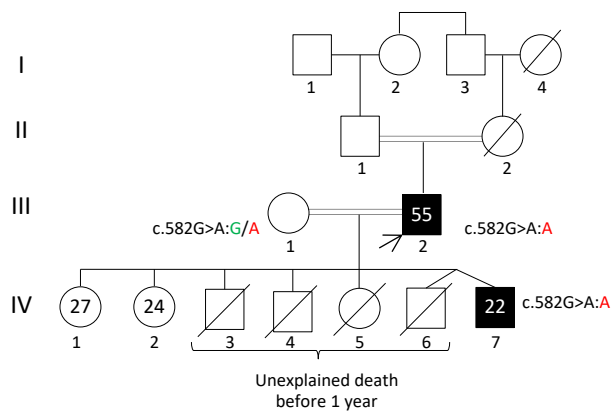 I
1
2
3
4
II
1
2
III
c.582G>A:G/A
55
c.582G>A:A
1
2
IV
27
24
22
c.582G>A:A
1
2
3
4
5
6
7
Unexplained death
before 1 year